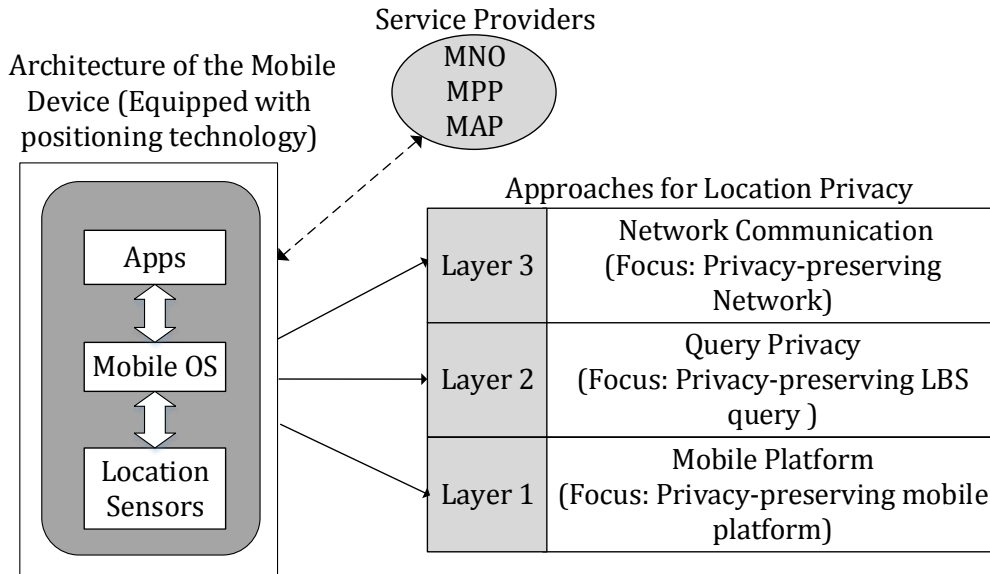 Service Providers
MNO
MPP
MAP
Architecture of the Mobile
Device (Equipped with
positioning technology)
Apps
Mobile OS
Location
Sensors
Approaches for Location Privacy
Layer 3
Network Communication
(Focus: Privacy-preserving
Network)
Layer 2
Query Privacy
(Focus: Privacy-preserving LBS
query )
Layer 1
Mobile Platform
(Focus: Privacy-preserving mobile
platform)